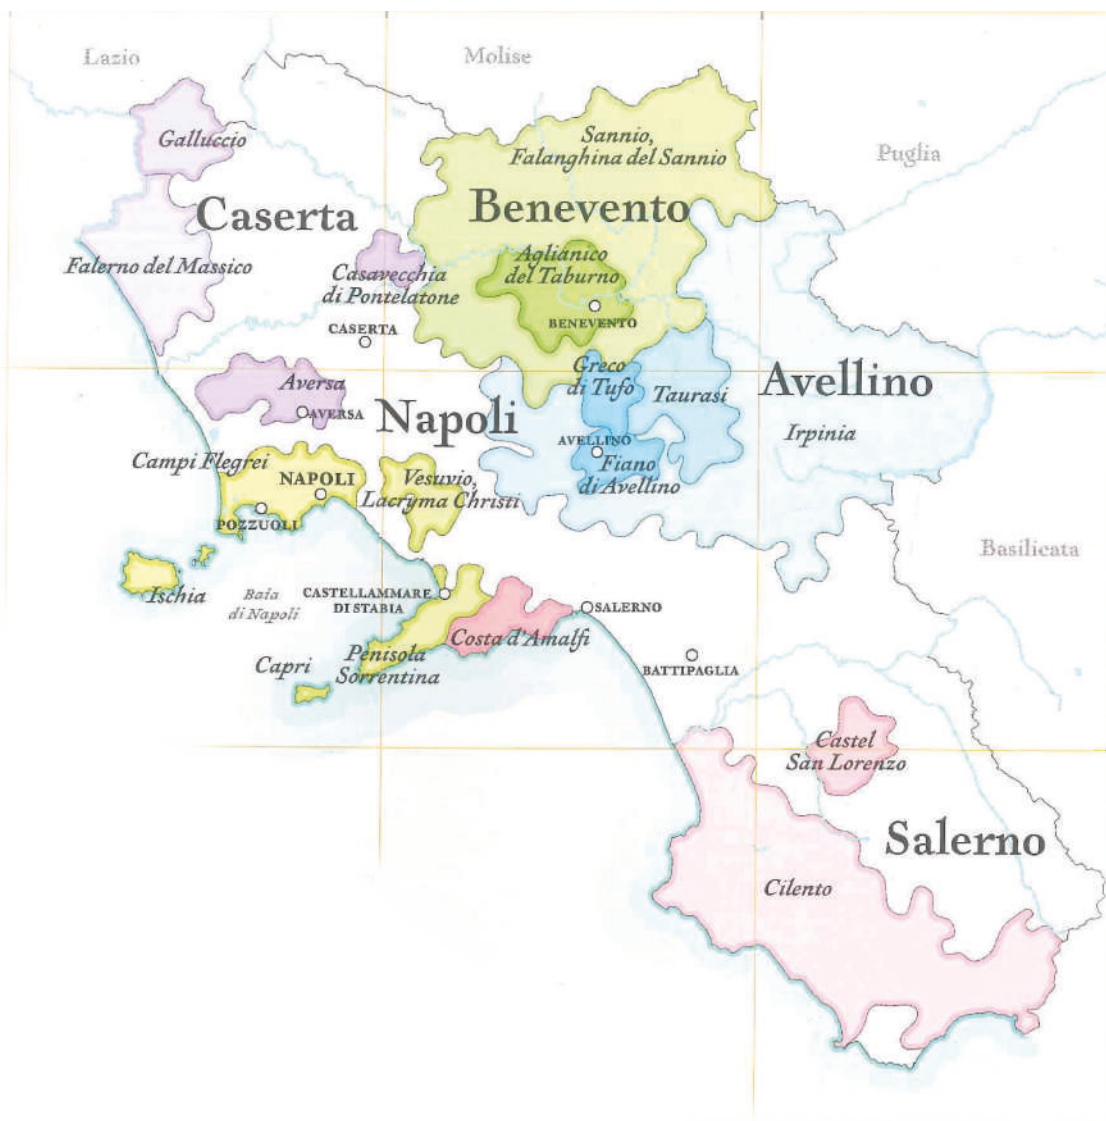 Lazio
Molise
Puglia
Galluccio
Sannio,
Falanghina del Sannio
Caserta
Benevento
Falerno del Massico
Casavecchia
di Pontelatone
Aglianico
del Taburno
CASERTA
BENEVENTO
Greco
di Tufo
Taurasi
Avellino
Aversa
AVERSA
Napoli
Irpinia
AVELLINO
Fiano
di Avellino
Campi Flegrei
NAPOLI
Vesuvio,
Lacryma Christi
POZZUOLI
Basilicata
Ischia
Baia
di Napoli
CASTELLAMMARE
DI STABIA
SALERNO
Costa d'Amalfi
Capri
Penisola
Sorrentina
BATTIPAGLIA
Castel
San Lorenzo
Salerno
Cilento